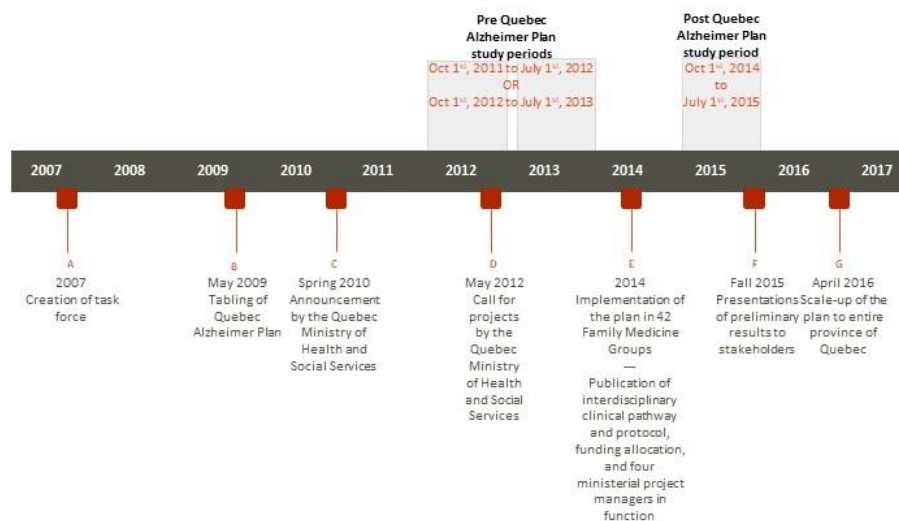 Pre Quebec
Alzheimer Plan
study periods
Oct 1st, 2011 to July 1st, 2012
OR
Oct 1st, 2012 to July 1st, 2013
Post Quebec
Alzheimer Plan
study period
Oct 1st, 2014
to
July 1st, 2015
2007 2008 2009 2010 2011 2012 2013 2014 2015 2016 2017
A
2007
Creation of task
force
B
May 2009
Tabling of
Quebec
Alzheimer Plan
C
Spring 2010
Announcement
by the Quebec
Ministry of
Health and
Social Services
D
May 2012
Call for
projects
by the
Quebec
Ministry
of Health
and Social
Services
E
2014
Implementation of
the plan in 42
Family Medicine
Groups
—
Publication of
interdisciplinary
clinical pathway
and protocol,
funding allocation,
and four
ministerial project
managers in
function
F
Fall 2015
Presentations
of preliminary
results to
stakeholders
G
April 2016
Scale-up of the
plan to entire
province of
Quebec